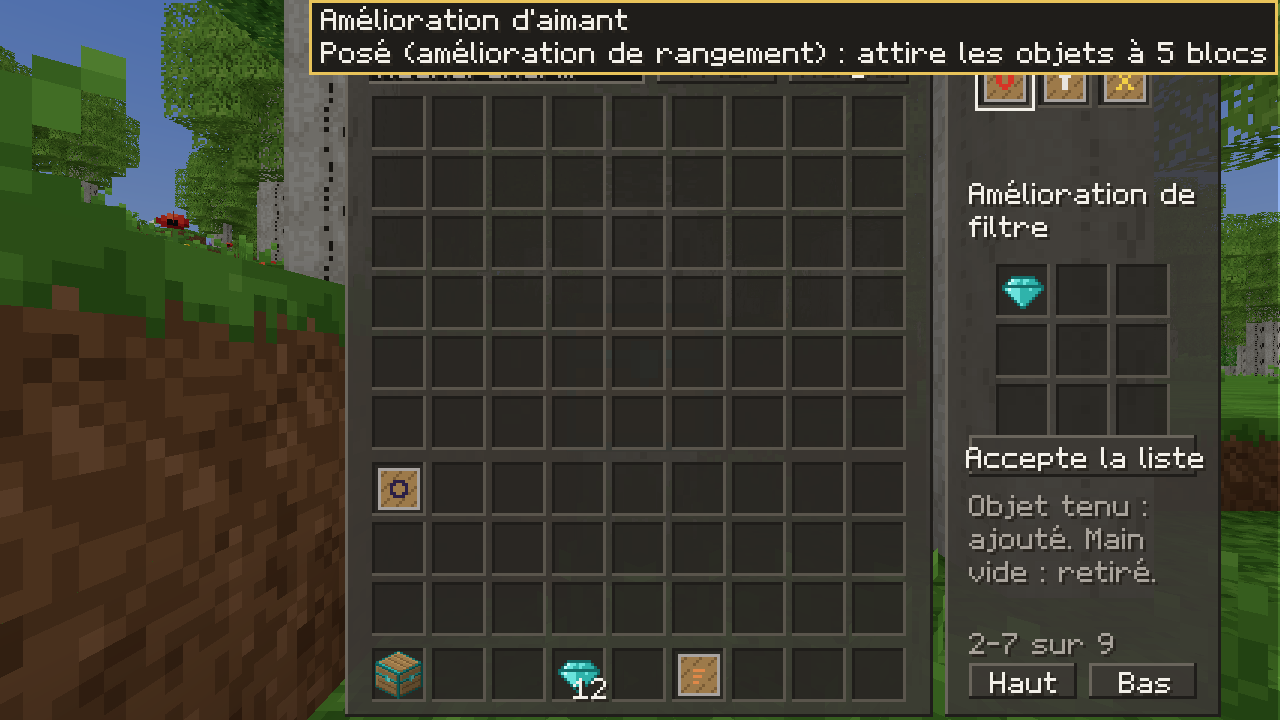 Amélioration d'aimant
Posé (amélioration de rangement) : attire les objets à 5 blocs
Amélioration de
filtre
Accepte la liste
Objet tenu :
ajouté. Main
vide : retiré.
2-7 sur 9
Haut
Bas
12